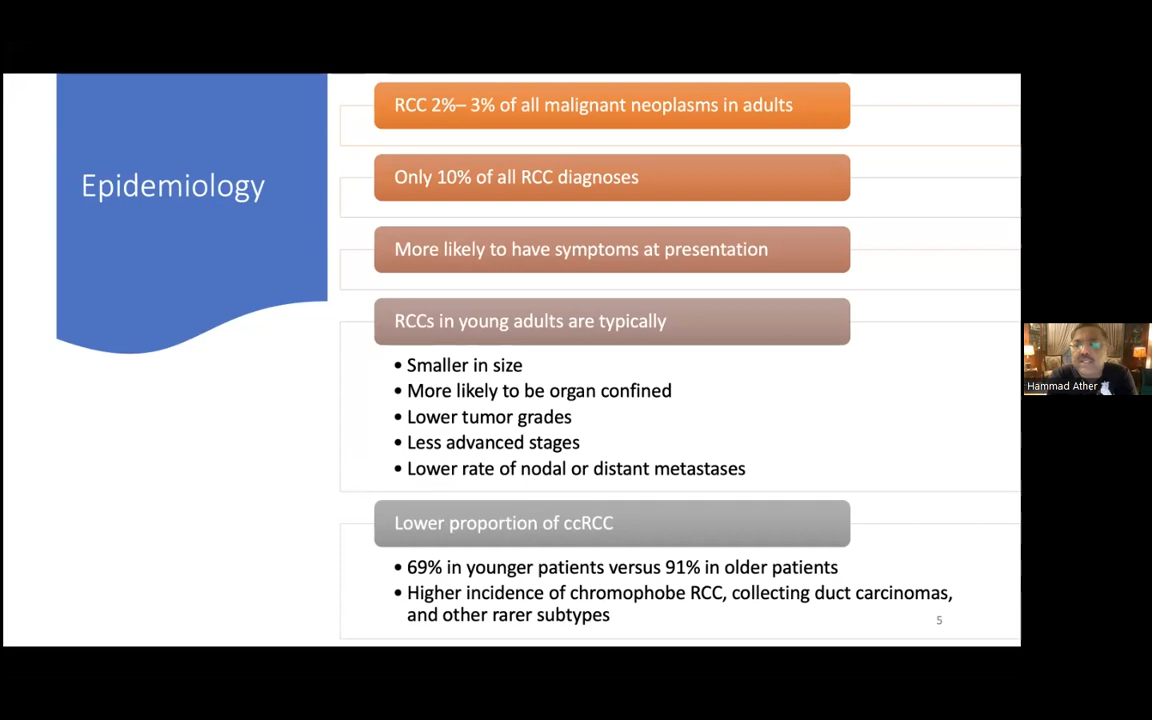 Epidemiology
RCC 2%– 3% of all malignant neoplasms in adults
Only 10% of all RCC diagnoses
More likely to have symptoms at presentation
RCCs in young adults are typically
• Smaller in size
• More likely to be organ confined
• Lower tumor grades
• Less advanced stages
• Lower rate of nodal or distant metastases
Lower proportion of ccRCC
• 69% in younger patients versus 91% in older patients
• Higher incidence of chromophobe RCC, collecting duct carcinomas,
and other rarer subtypes
5
Hammad Ather